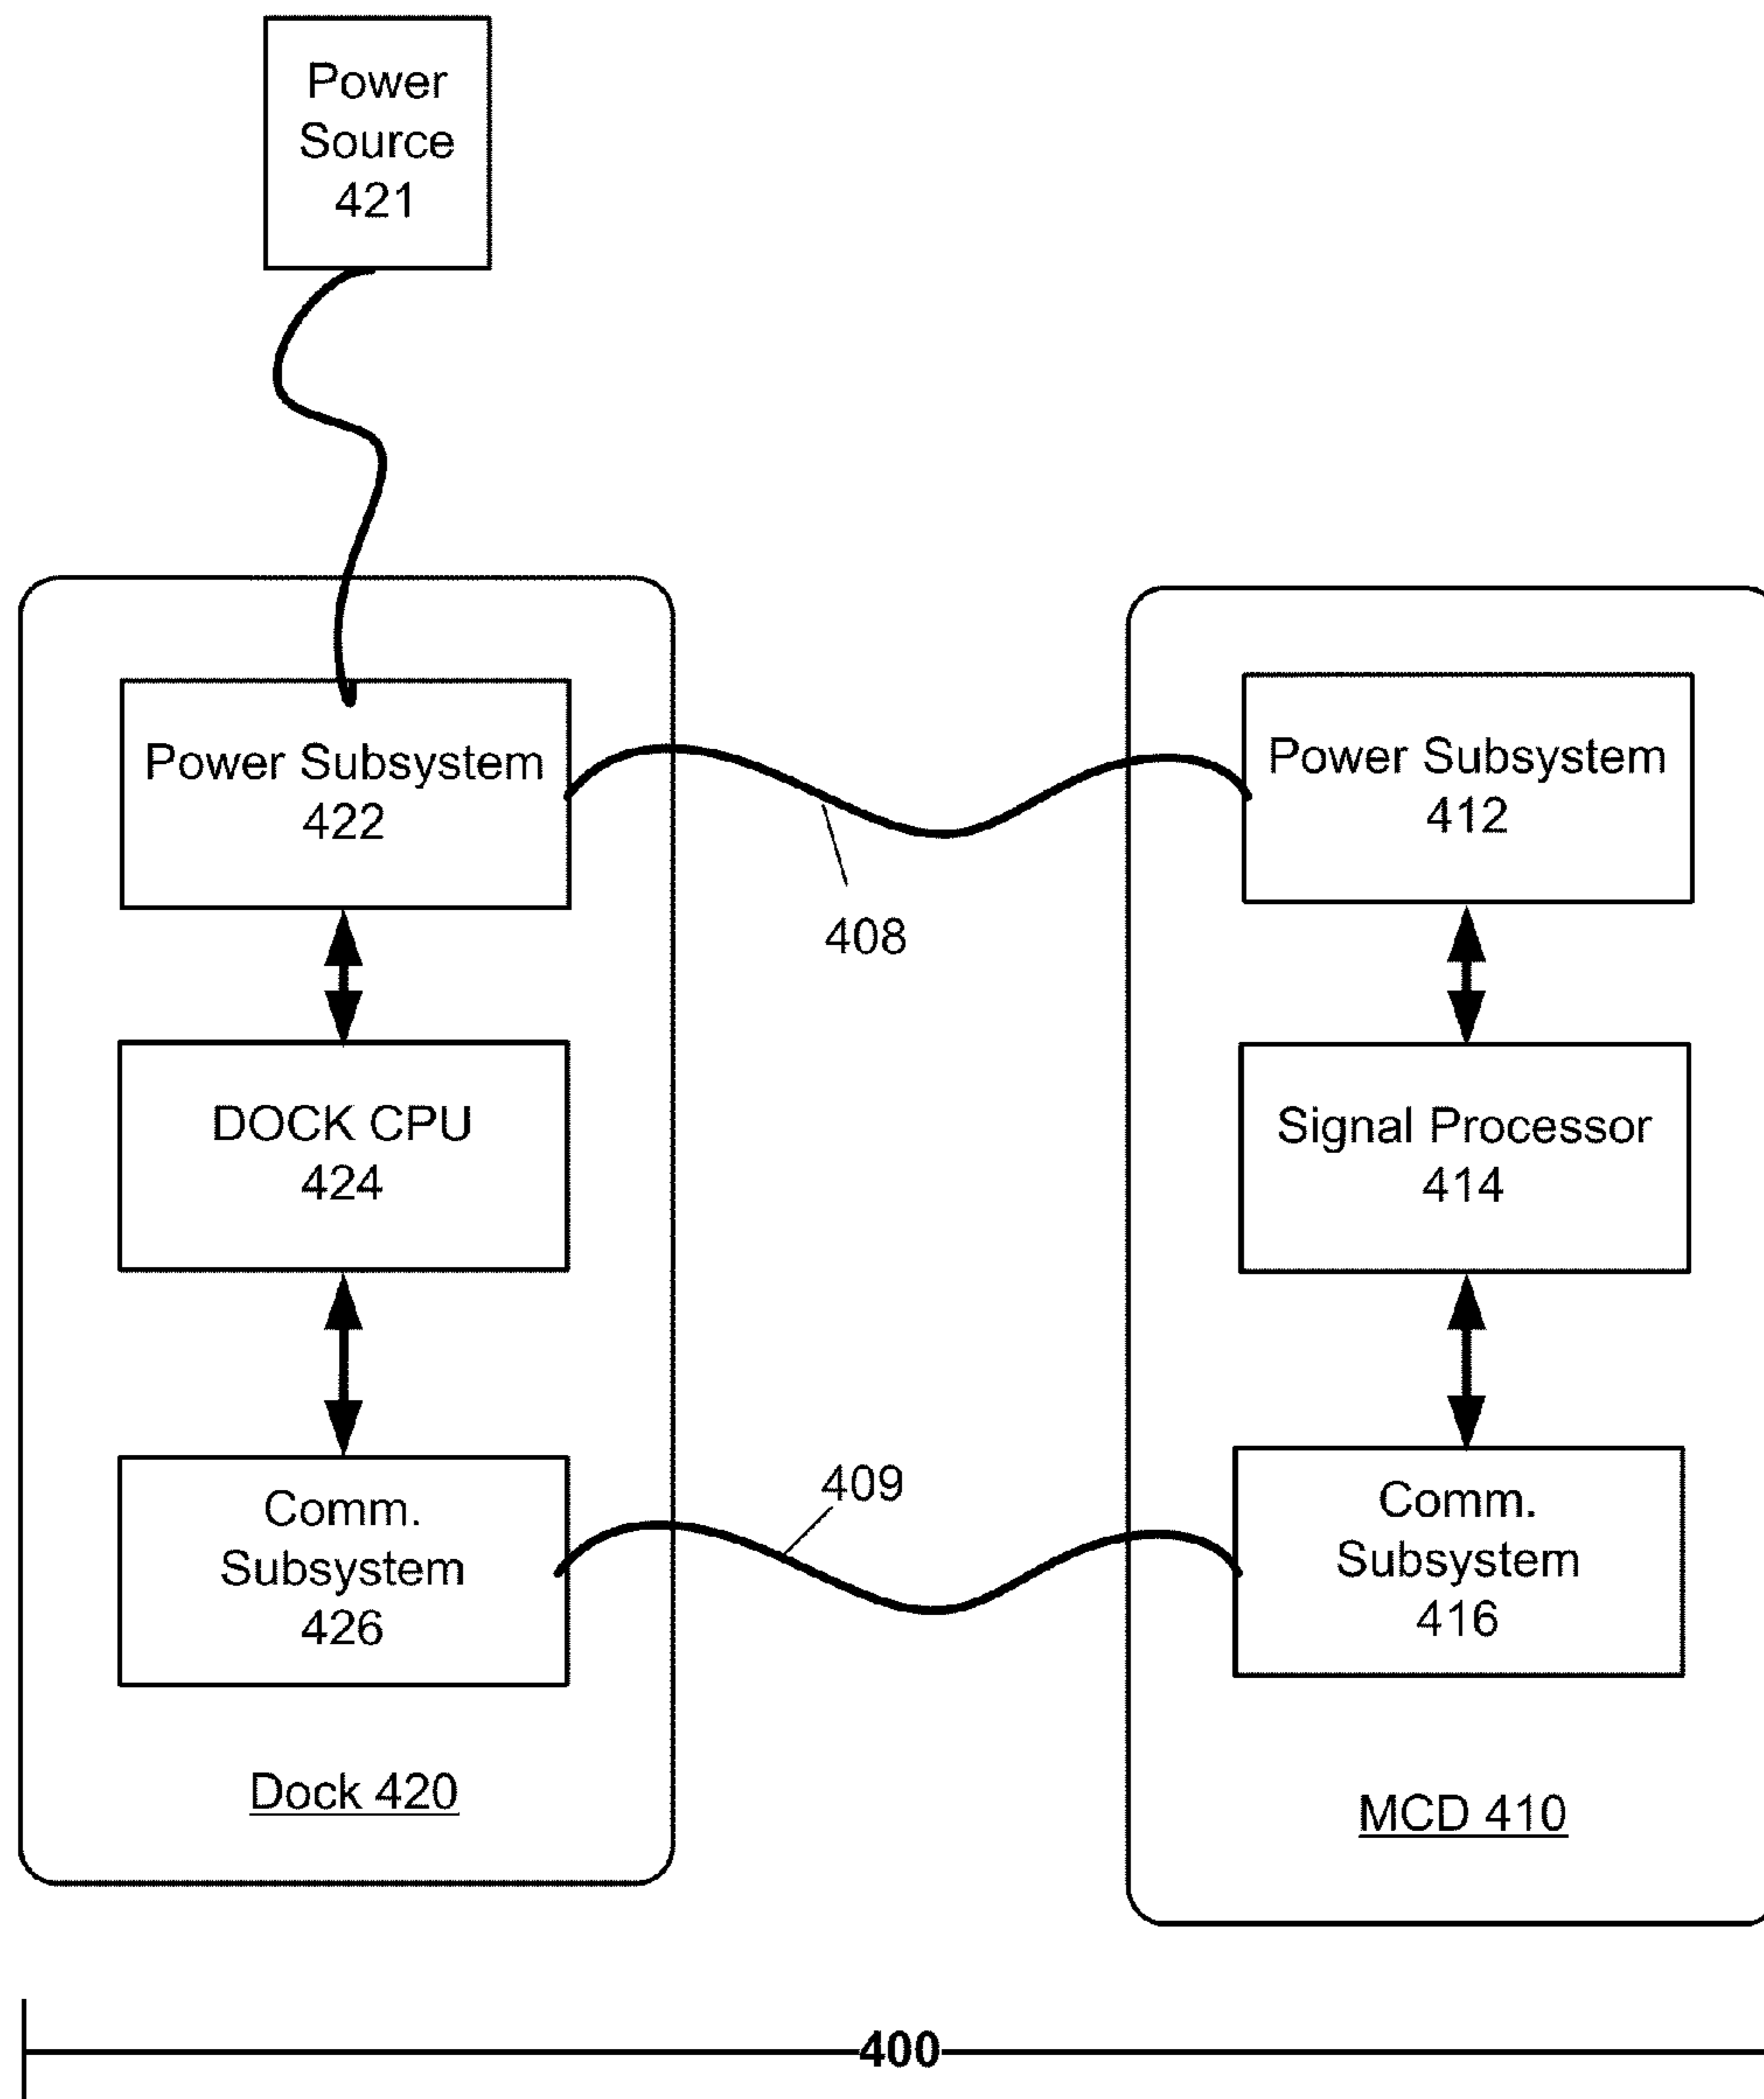 Power
Source
421
Power Subsystem
422
408
Power Subsystem
412
DOCK CPU
424
Signal Processor
414
Comm.
Subsystem
426
409
Comm.
Subsystem
416
Dock 420
MCD 410
400